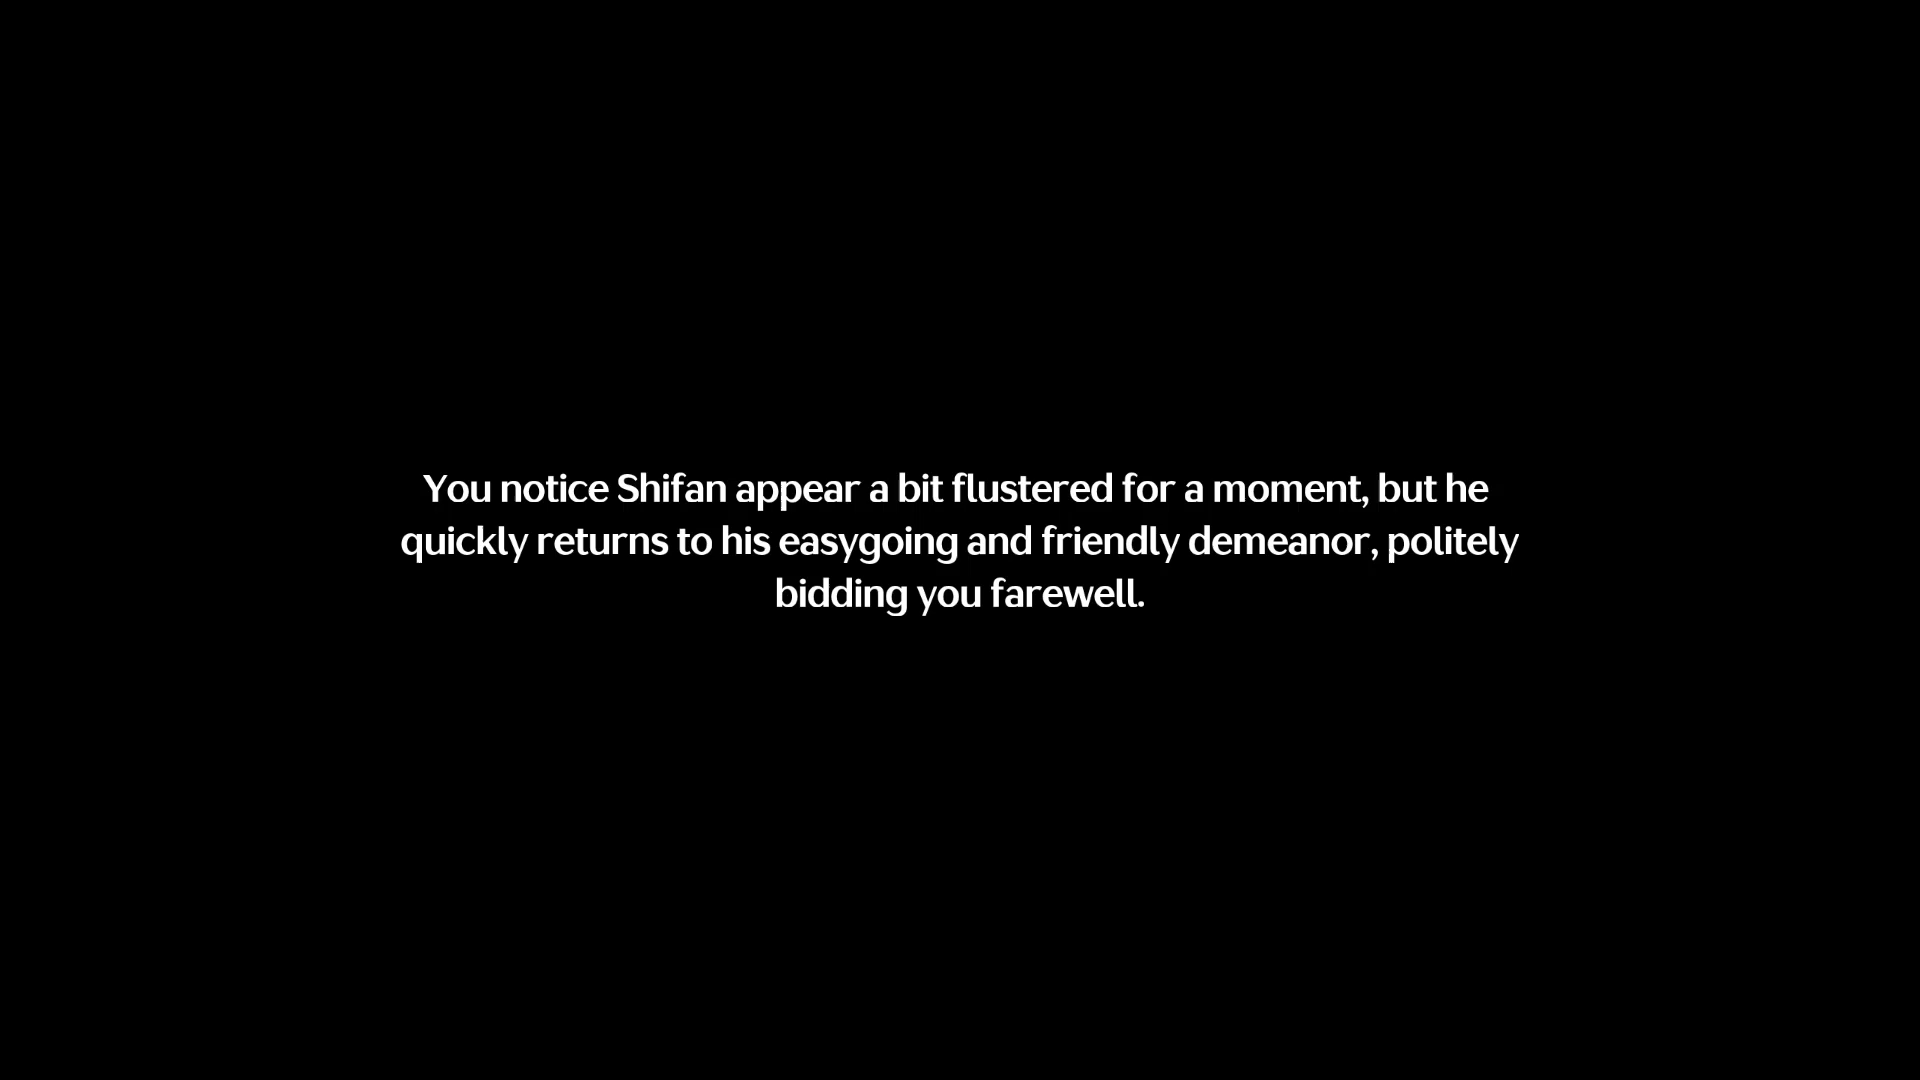 You notice Shifan appear a bit flustered for a moment, but he
quickly returns to his easygoing and friendly demeanor, politely
bidding you farewell.